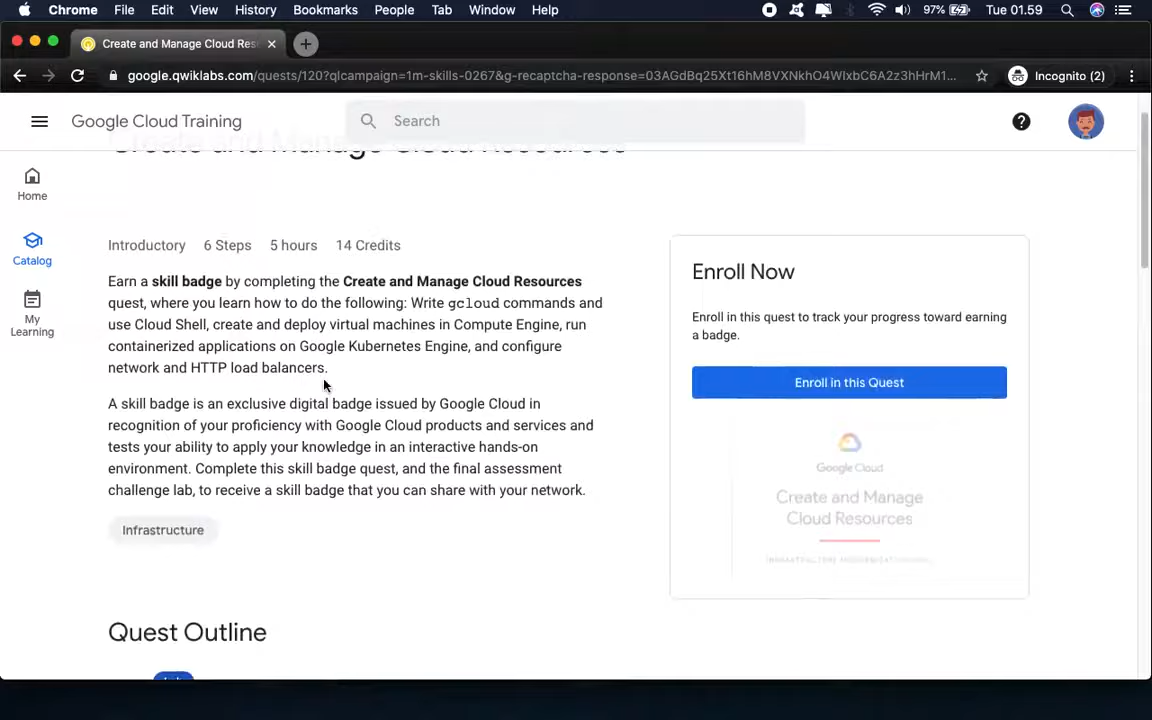 Chrome File Edit View History Bookmarks People Tab Window Help 97% Tue 01.59
Create and Manage Cloud Res
google.qwiklabs.com/quests/120?qlcampaign=1m-skills-0267&g-recaptcha-response=03AGdBq25Xt16hM8VXNkhO4WIxbC6A2z3hHrM1... Incognito (2)
Google Cloud Training Search
Create and Manage Cloud Resources
Home
Catalog
My
Learning
Introductory 6 Steps 5 hours 14 Credits
Earn a skill badge by completing the Create and Manage Cloud Resources
quest, where you learn how to do the following: Write gcloud commands and
use Cloud Shell, create and deploy virtual machines in Compute Engine, run
containerized applications on Google Kubernetes Engine, and configure
network and HTTP load balancers.
A skill badge is an exclusive digital badge issued by Google Cloud in
recognition of your proficiency with Google Cloud products and services and
tests your ability to apply your knowledge in an interactive hands-on
environment. Complete this skill badge quest, and the final assessment
challenge lab, to receive a skill badge that you can share with your network.
Infrastructure
Enroll Now
Enroll in this quest to track your progress toward earning
a badge.
Enroll in this Quest
Google Cloud
Create and Manage
Cloud Resources
Quest Outline